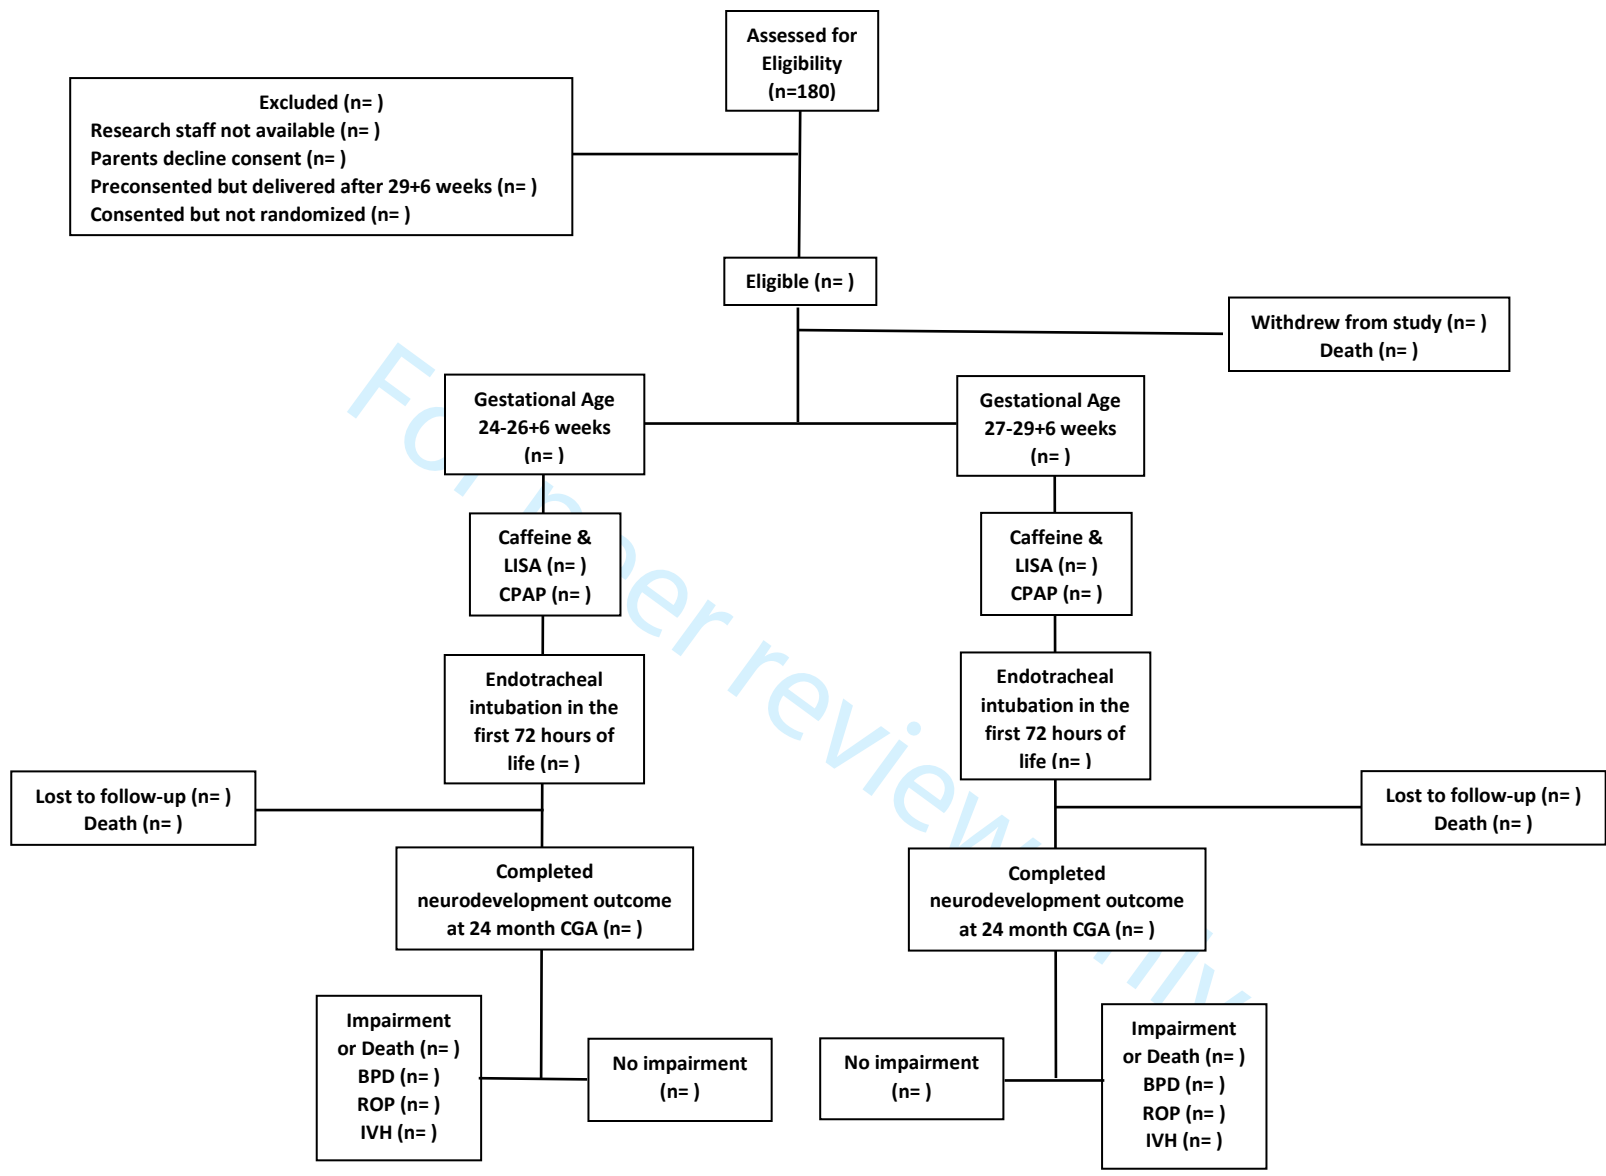 Assessed for
Eligibility
(n=180)
Excluded (n= )
Research staff not available (n= )
Parents decline consent (n= )
Preconsented but delivered after 29+6 weeks (n= )
Consented but not randomized (n= )
Eligible (n= )
Withdrew from study (n= )
Death (n= )
Gestational Age
24-26+6 weeks
(n= )
Gestational Age
27-29+6 weeks
(n= )
Caffeine &
LISA (n= )
CPAP (n= )
Caffeine &
LISA (n= )
CPAP (n= )
Endotracheal
intubation in the
first 72 hours of
life (n= )
Endotracheal
intubation in the
first 72 hours of
life (n= )
Lost to follow-up (n= )
Death (n= )
Lost to follow-up (n= )
Death (n= )
Completed
neurodevelopment outcome
at 24 month CGA (n= )
Completed
neurodevelopment outcome
at 24 month CGA (n= )
Impairment
or Death (n= )
BPD (n= )
ROP (n= )
IVH (n= )
No impairment
(n= )
No impairment
(n= )
Impairment
or Death (n= )
BPD (n= )
ROP (n= )
IVH (n= )
For peer review only